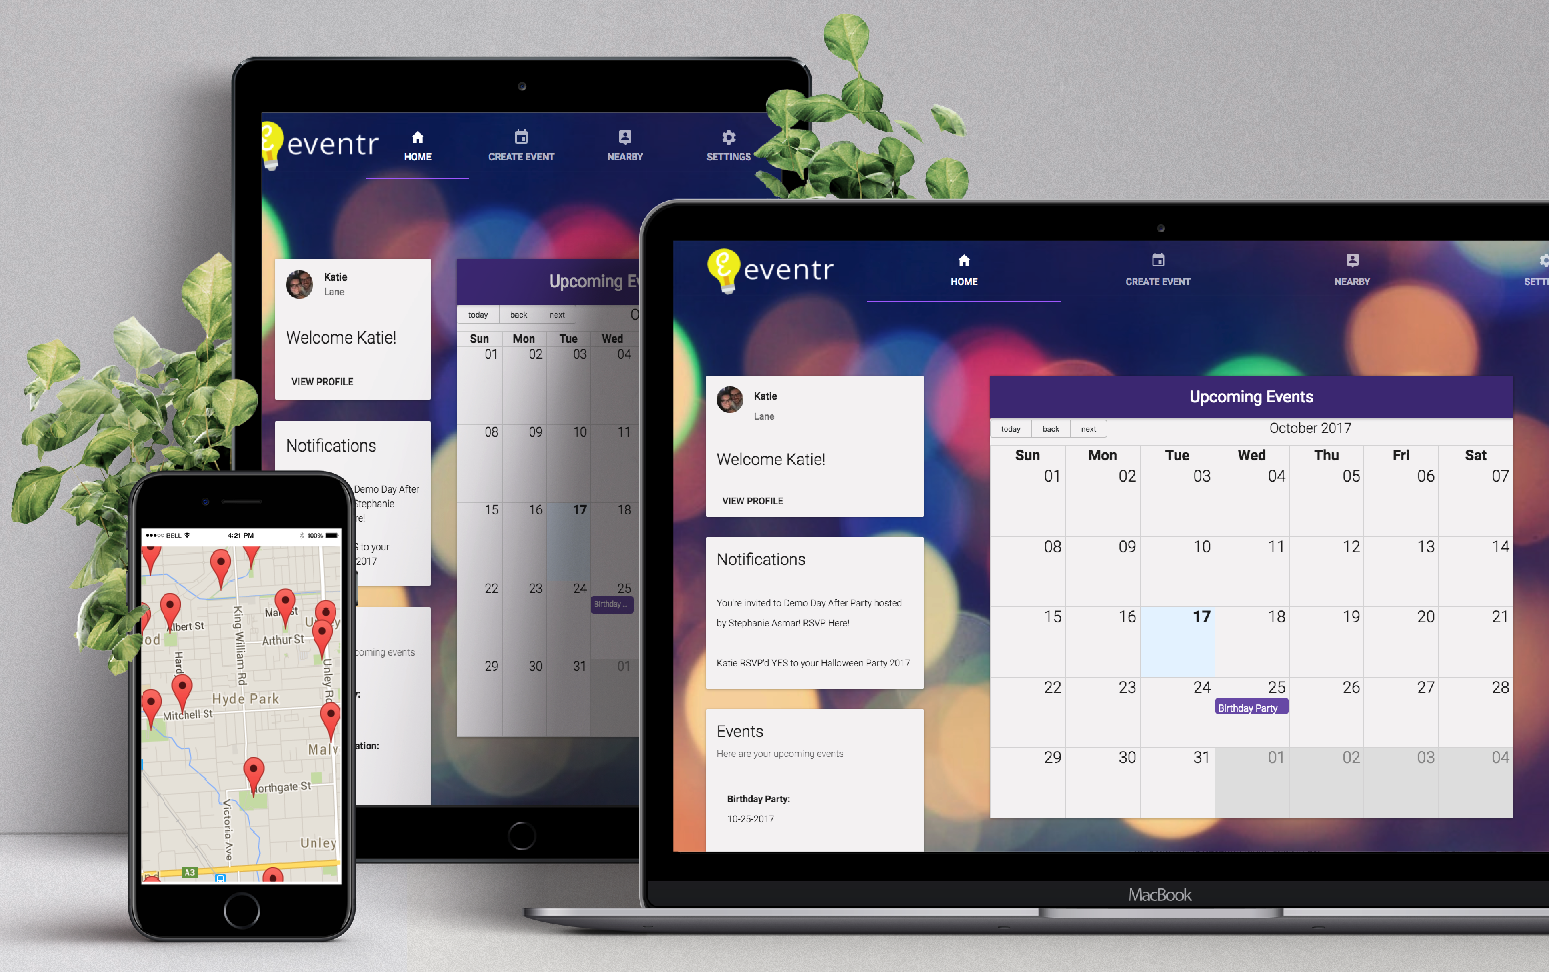 eventr
HOME
CREATE EVENT
NEARBY
SETTINGS
Katie
Lane
Welcome Katie!
VIEW PROFILE
Notifications
Demo Day After
Stephanie
re!
S to your
2017
coming events
ation:
Upcoming Ev
today back next
Sun Mon Tue Wed
01 02 03 04
08 09 10 11
15 16 17 18
22 23 24 25
Birthday ...
29 30 31 01
BELL 4:21 PM 100%
King William Rd
Albert St
Arthur St
Unley Rd
Hyde Park
Mitchell St
Malv
Northgate St
Victoria Ave
Unley
A3
eventr
HOME
CREATE EVENT
NEARBY
SETT
Katie
Lane
Welcome Katie!
VIEW PROFILE
Notifications
You're invited to Demo Day After Party hosted
by Stephanie Asmar! RSVP Here!
Katie RSVP'd YES to your Halloween Party 2017
Events
Here are your upcoming events
Birthday Party:
10-25-2017
Upcoming Events
today back next October 2017
Sun Mon Tue Wed Thu Fri Sat
01 02 03 04 05 06 07
08 09 10 11 12 13 14
15 16 17 18 19 20 21
22 23 24 25 26 27 28
Birthday Party
29 30 31 01 02 03 04
MacBook